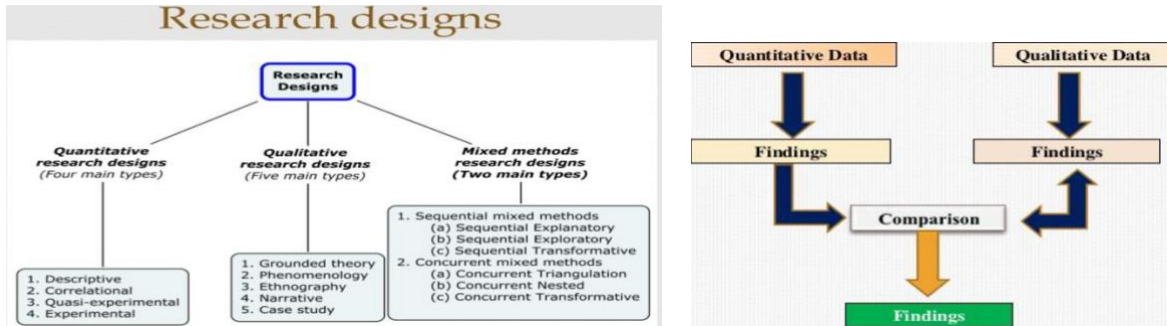 Research designs
Research
Designs
Quantitative
research designs
(Four main types)
Qualitative
research designs
(Five main types)
Mixed methods
research designs
(Two main types)
1. Descriptive
2. Correlational
3. Quasi-experimental
4. Experimental
1. Grounded theory
2. Phenomenology
3. Ethnography
4. Narrative
5. Case study
1. Sequential mixed methods
(a) Sequential Explanatory
(b) Sequential Exploratory
(c) Sequential Transformative
2. Concurrent mixed methods
(a) Concurrent Triangulation
(b) Concurrent Nested
(c) Concurrent Transformative
Quantitative Data
Qualitative Data
Findings
Findings
Comparison
Findings